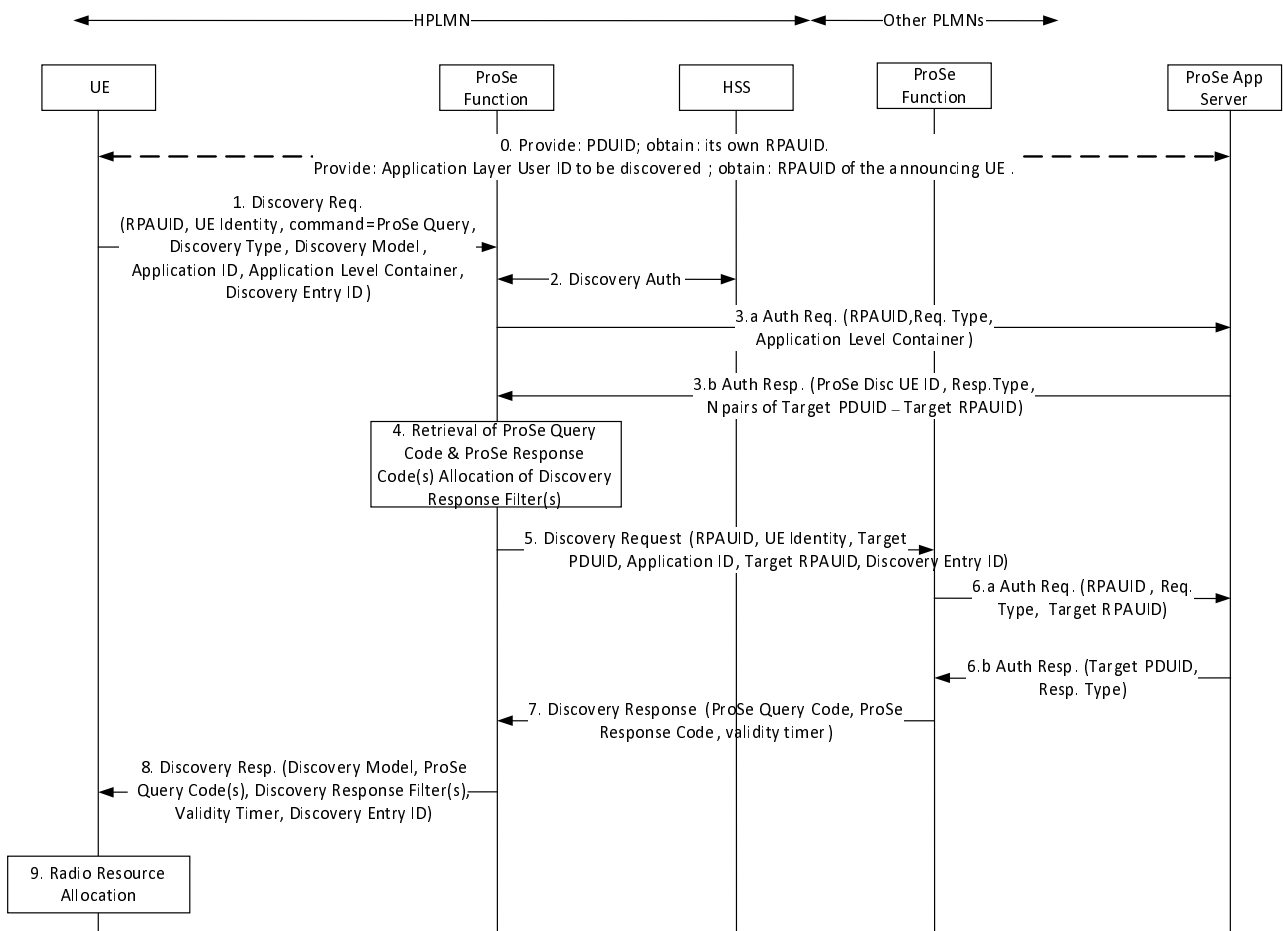 HPLMN
Other PLMNs
UE
ProSe
Function
HSS
ProSe
Function
ProSe App
Server
0. Provide: PDUID; obtain: its own RPAUID.
Provide: Application Layer User ID to be discovered ; obtain: RPAUID of the announcing UE .
1. Discovery Req.
(RPAUID, UE Identity, command=ProSe Query,
Discovery Type, Discovery Model,
Application ID, Application Level Container,
Discovery Entry ID)
2. Discovery Auth
3.a Auth Req. (RPAUID,Req. Type,
Application Level Container)
3.b Auth Resp. (ProSe Disc UE ID, Resp.Type,
N pairs of Target PDUID – Target RPAUID)
4. Retrieval of ProSe Query
Code & ProSe Response
Code(s) Allocation of Discovery
Response Filter(s)
5. Discovery Request (RPAUID, UE Identity, Target
PDUID, Application ID, Target RPAUID, Discovery Entry ID)
6.a Auth Req. (RPAUID , Req.
Type, Target RPAUID)
6.b Auth Resp. (Target PDUID,
Resp. Type)
7. Discovery Response (ProSe Query Code, ProSe
Response Code, validity timer)
8. Discovery Resp. (Discovery Model, ProSe
Query Code(s), Discovery Response Filter(s),
Validity Timer, Discovery Entry ID)
9. Radio Resource
Allocation